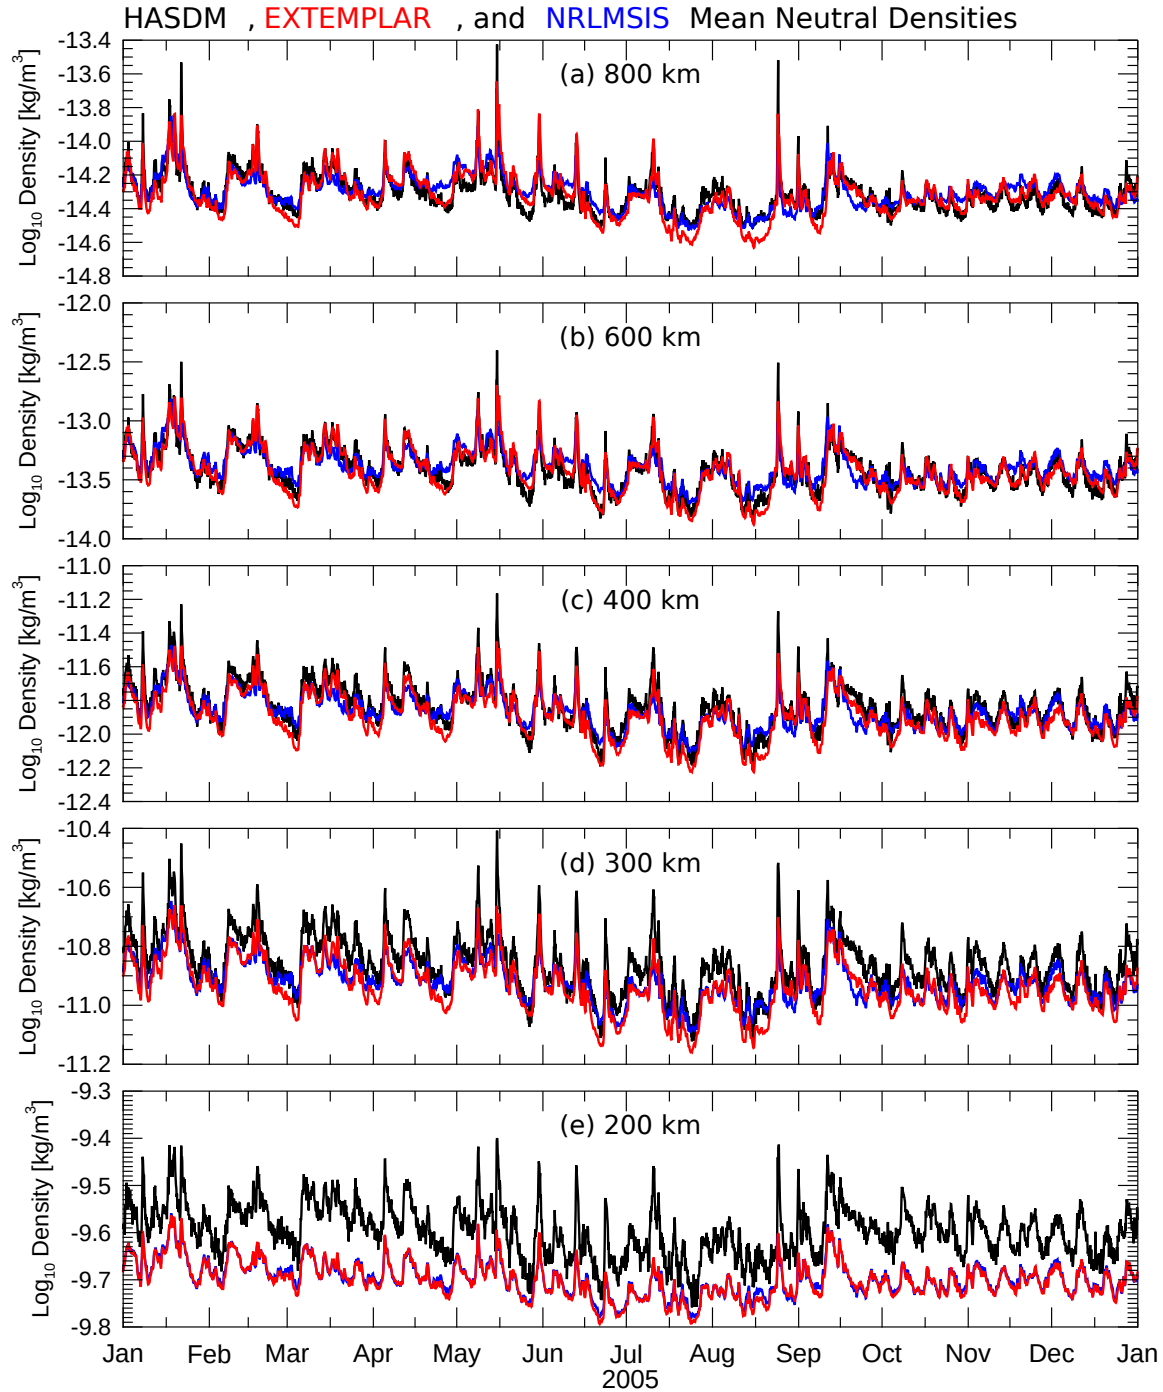 HASDM , EXTEMPLAR , and NRLMSIS Mean Neutral Densities
(a) 800 km
Log10 Density [kg/m3]
-13.4
-13.6
-13.8
-14.0
-14.2
-14.4
-14.6
-14.8
(b) 600 km
Log10 Density [kg/m3]
-12.0
-12.5
-13.0
-13.5
-14.0
(c) 400 km
Log10 Density [kg/m3]
-11.0
-11.2
-11.4
-11.6
-11.8
-12.0
-12.2
-12.4
(d) 300 km
Log10 Density [kg/m3]
-10.4
-10.6
-10.8
-11.0
-11.2
(e) 200 km
Log10 Density [kg/m3]
-9.3
-9.4
-9.5
-9.6
-9.7
-9.8
Jan Feb Mar Apr May Jun Jul Aug Sep Oct Nov Dec Jan
2005